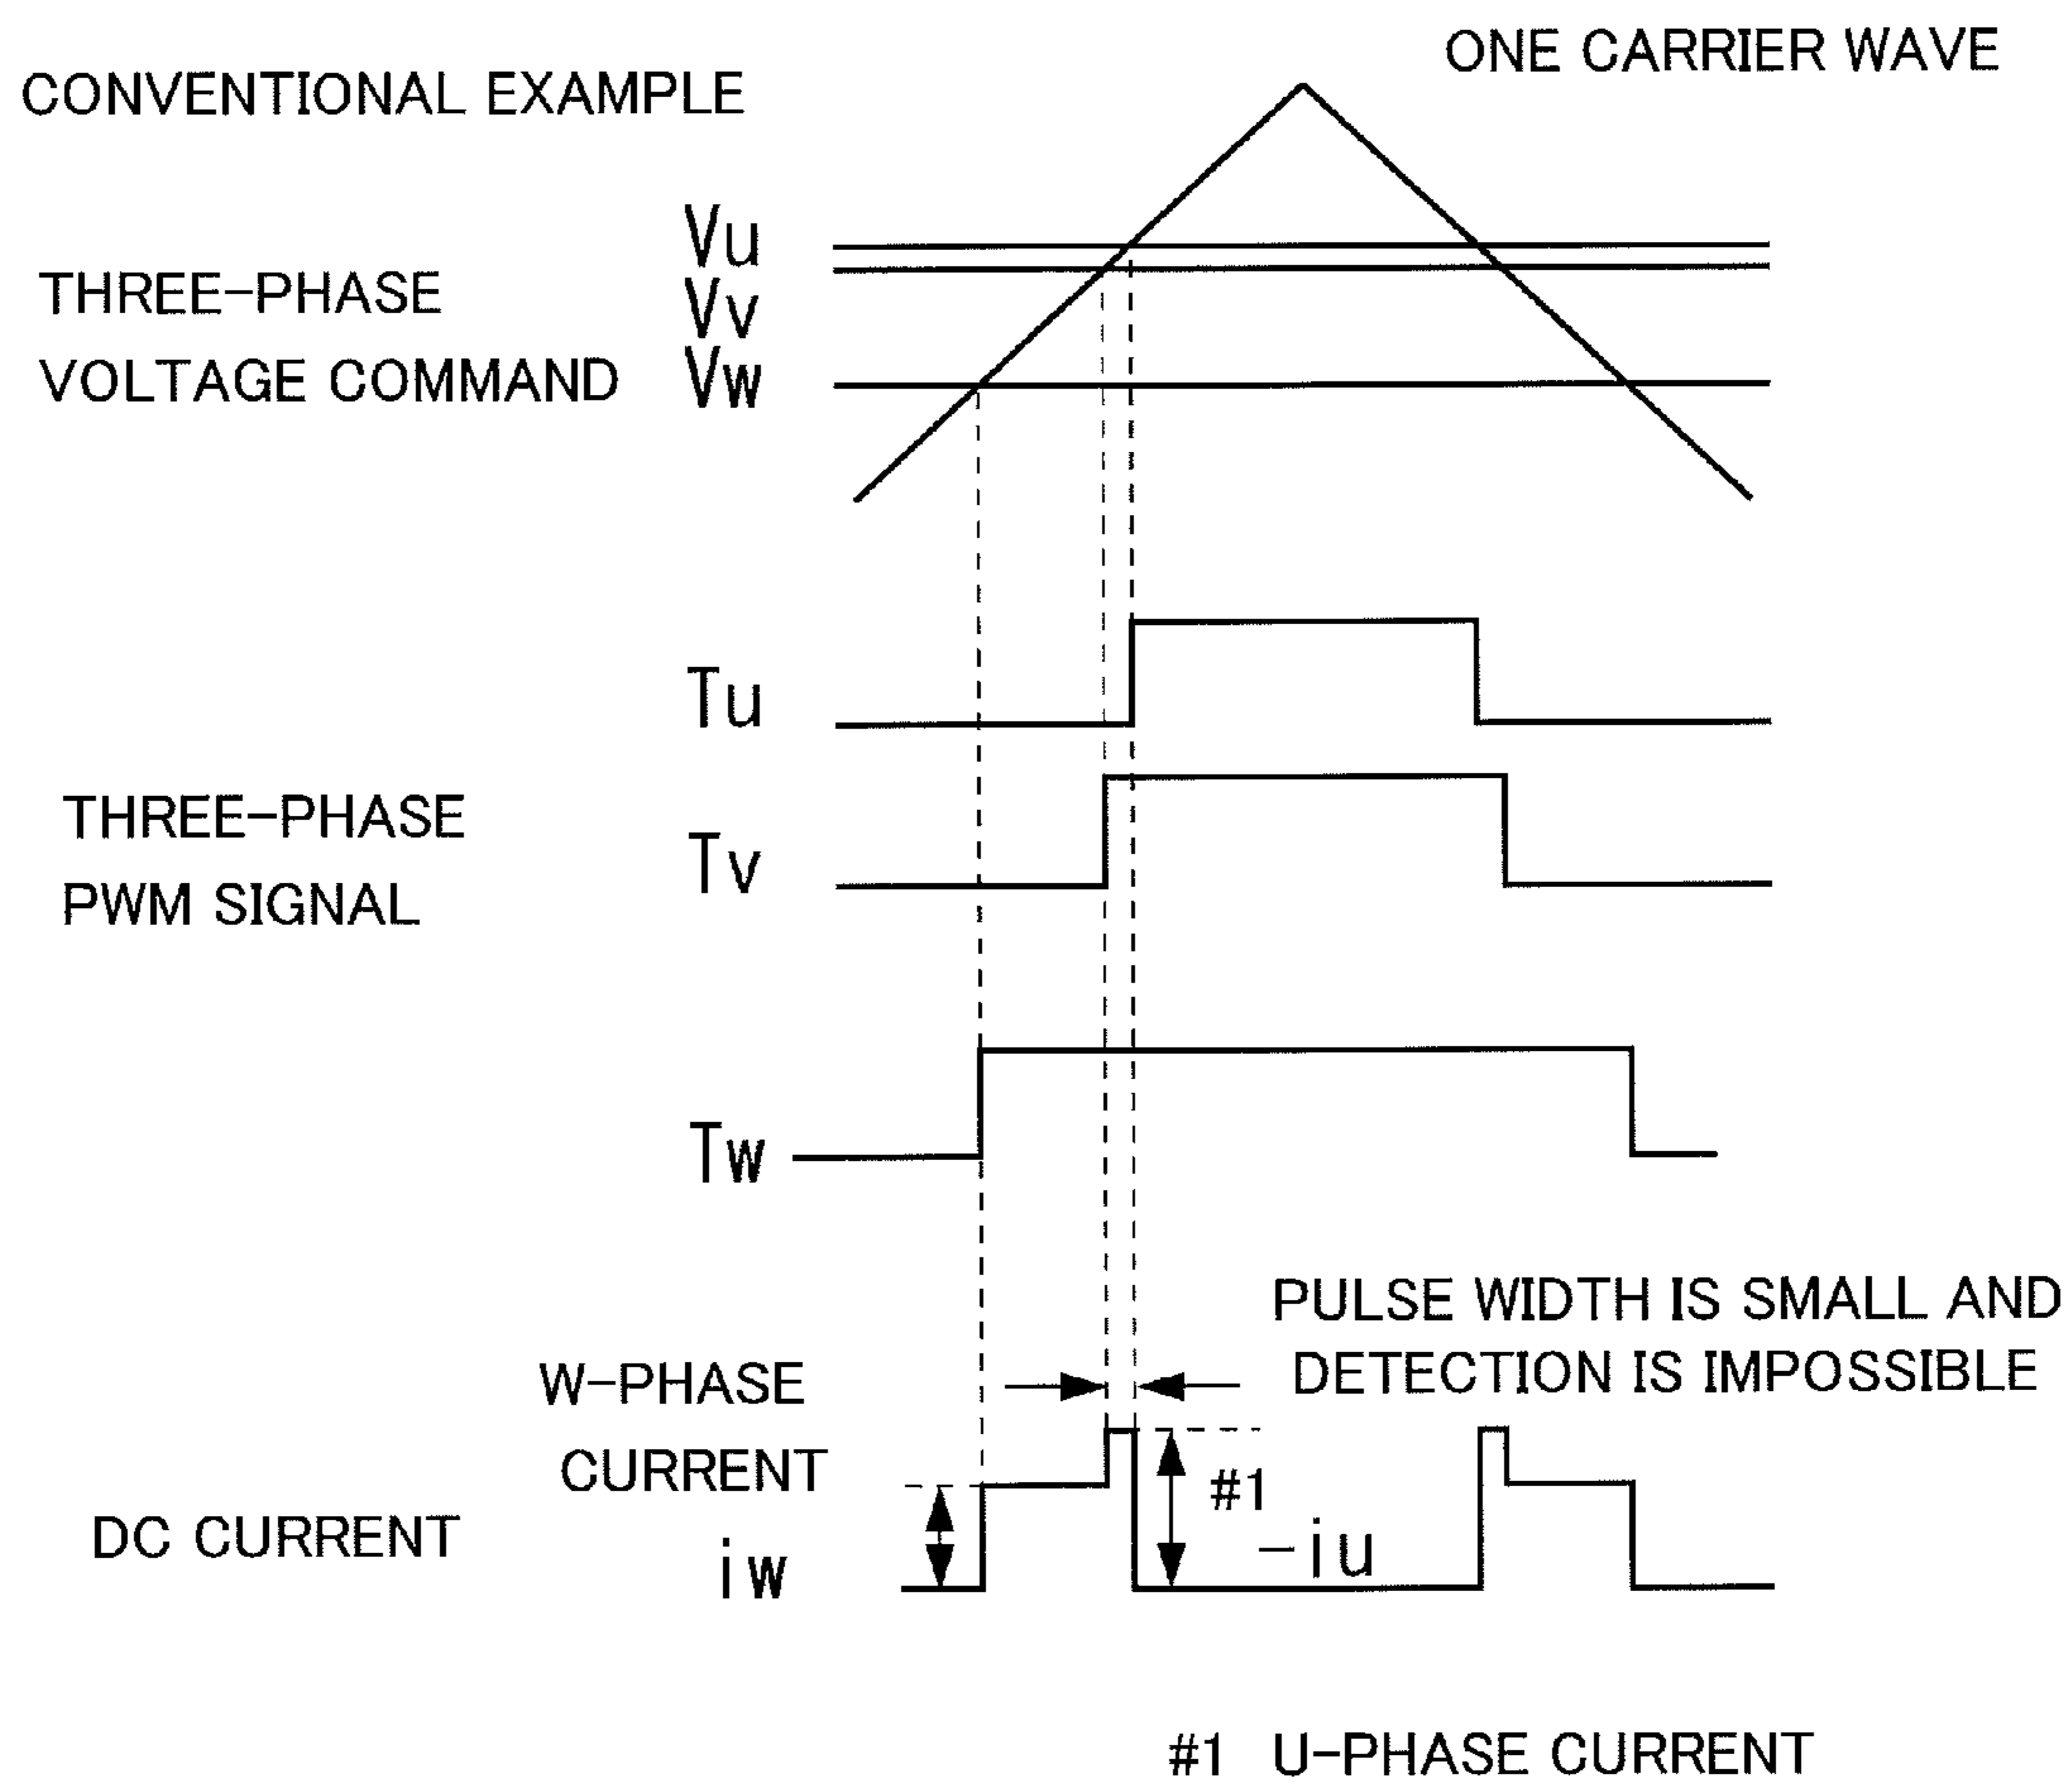 ONE CARRIER WAVE
CONVENTIONAL EXAMPLE
Vu
THREE-PHASE
Vv
VOLTAGE COMMAND
Vw
Tu
THREE-PHASE
Tv
PWM SIGNAL
Tw
PULSE WIDTH IS SMALL AND
DETECTION IS IMPOSSIBLE
W-PHASE
CURRENT
#1
DC CURRENT
iw
-iu
#1 U-PHASE CURRENT